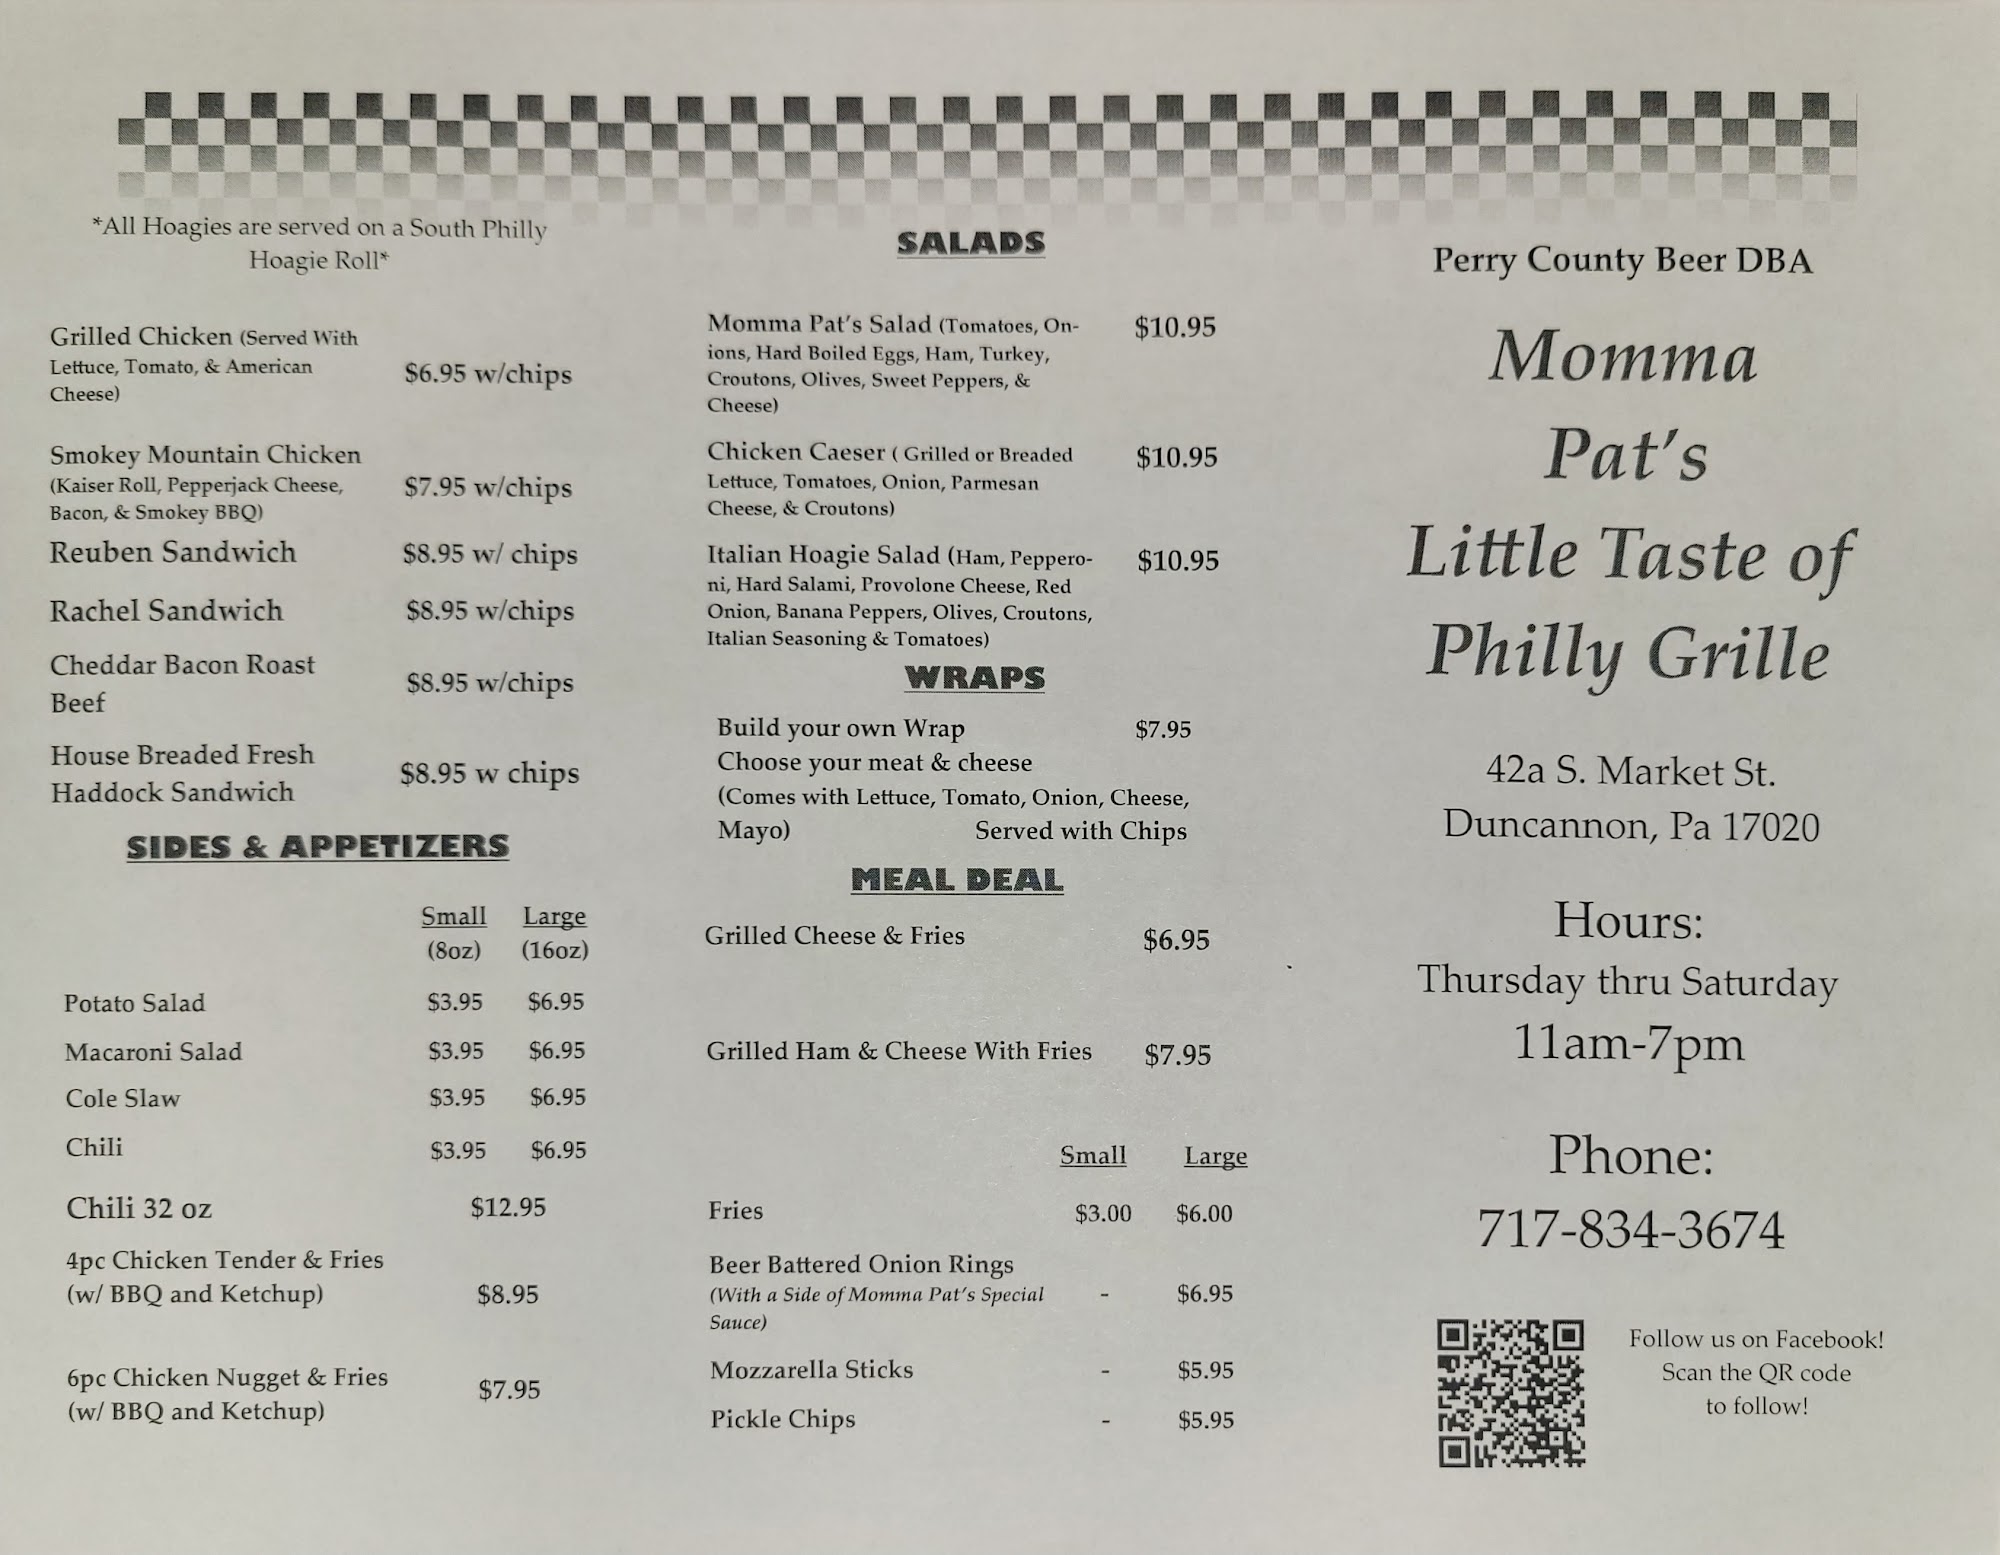 *All Hoagies are served on a South Philly
Hoagie Roll*
Grilled Chicken (Served With
Lettuce, Tomato, & American
Cheese)
$6.95 w/chips
Smokey Mountain Chicken
(Kaiser Roll, Pepperjack Cheese,
Bacon, & Smokey BBQ)
$7.95 w/chips
Reuben Sandwich $8.95 w/ chips
Rachel Sandwich $8.95 w/chips
Cheddar Bacon Roast
Beef
$8.95 w/chips
House Breaded Fresh
Haddock Sandwich
$8.95 w chips
SIDES & APPETIZERS
Small Large
(8oz) (16oz)
Potato Salad $3.95 $6.95
Macaroni Salad $3.95 $6.95
Cole Slaw $3.95 $6.95
Chili $3.95 $6.95
Chili 32 oz $12.95
4pc Chicken Tender & Fries
(w/ BBQ and Ketchup) $8.95
6pc Chicken Nugget & Fries
(w/ BBQ and Ketchup) $7.95
SALADS
Momma Pat's Salad (Tomatoes, On- $10.95
ions, Hard Boiled Eggs, Ham, Turkey,
Croutons, Olives, Sweet Peppers, &
Cheese)
Chicken Caeser ( Grilled or Breaded $10.95
Lettuce, Tomatoes, Onion, Parmesan
Cheese, & Croutons)
Italian Hoagie Salad (Ham, Peppero- $10.95
ni, Hard Salami, Provolone Cheese, Red
Onion, Banana Peppers, Olives, Croutons,
Italian Seasoning & Tomatoes)
WRAPS
Build your own Wrap $7.95
Choose your meat & cheese
(Comes with Lettuce, Tomato, Onion, Cheese,
Mayo) Served with Chips
MEAL DEAL
Grilled Cheese & Fries $6.95
Grilled Ham & Cheese With Fries $7.95
Small Large
Fries $3.00 $6.00
Beer Battered Onion Rings
(With a Side of Momma Pat's Special - $6.95
Sauce)
Mozzarella Sticks - $5.95
Pickle Chips - $5.95
Perry County Beer DBA
Momma
Pat's
Little Taste of
Philly Grille
42a S. Market St.
Duncannon, Pa 17020
Hours:
Thursday thru Saturday
11am-7pm
Phone:
717-834-3674
Follow us on Facebook!
Scan the QR code
to follow!